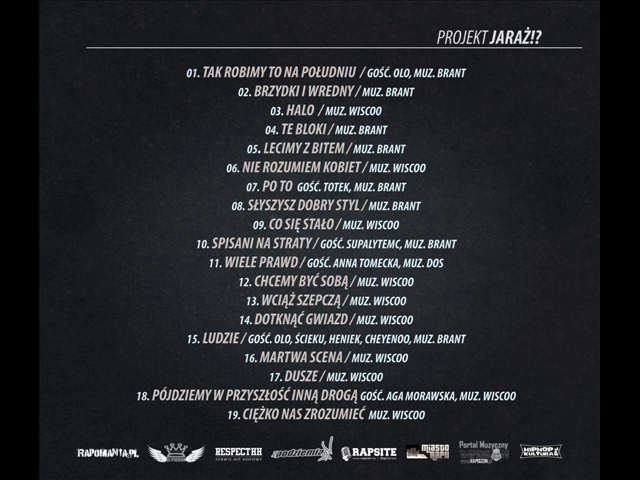 PROJEKT JARAŻ!?
01. TAK ROBIMY TO NA POŁUDNIU / GOŚĆ. OLO, MUZ. BRANT
02. BRZYDKI I WREDNY / MUZ. BRANT
03. HALO / MUZ. WISCOO
04. TE BLOKI / MUZ. BRANT
05. LECIMY Z BITEM / MUZ. BRANT
06. NIE ROZUMIEM KOBIET / MUZ. WISCOO
07. PO TO GOŚĆ. TOTEK, MUZ. BRANT
08. SŁYSZYSZ DOBRY STYL / MUZ. BRANT
09. CO SIĘ STAŁO / MUZ. WISCOO
10. SPISANI NA STRATY / GOŚĆ. SUPALYTEMC, MUZ. BRANT
11. WIELE PRAWD / GOŚĆ. ANNA TOMECKA, MUZ. DOS
12. CHCEMY BYĆ SOBĄ / MUZ. WISCOO
13. WCIĄŻ SZEPCZĄ / MUZ. WISCOO
14. DOTKNĄĆ GWIAZD / MUZ. WISCOO
15. LUDZIE / GOŚĆ. OLO, ŚCIEKU, HENIEK, CHEYENOO, MUZ. BRANT
16. MARTWA SCENA / MUZ. WISCOO
17. DUSZE / MUZ. WISCOO
18. PÓJDZIEMY W PRZYSZŁOŚĆ INNĄ DROGĄ GOŚĆ. AGA MORAWSKA, MUZ. WISCOO
19. CIĘŻKO NAS ZROZUMIEĆ MUZ. WISCOO
RAPOMANIA.PL RESPECTHH podziemie RAPSITE MIASTO RAPU Portal Muzyczny HIPHOP KULTURA